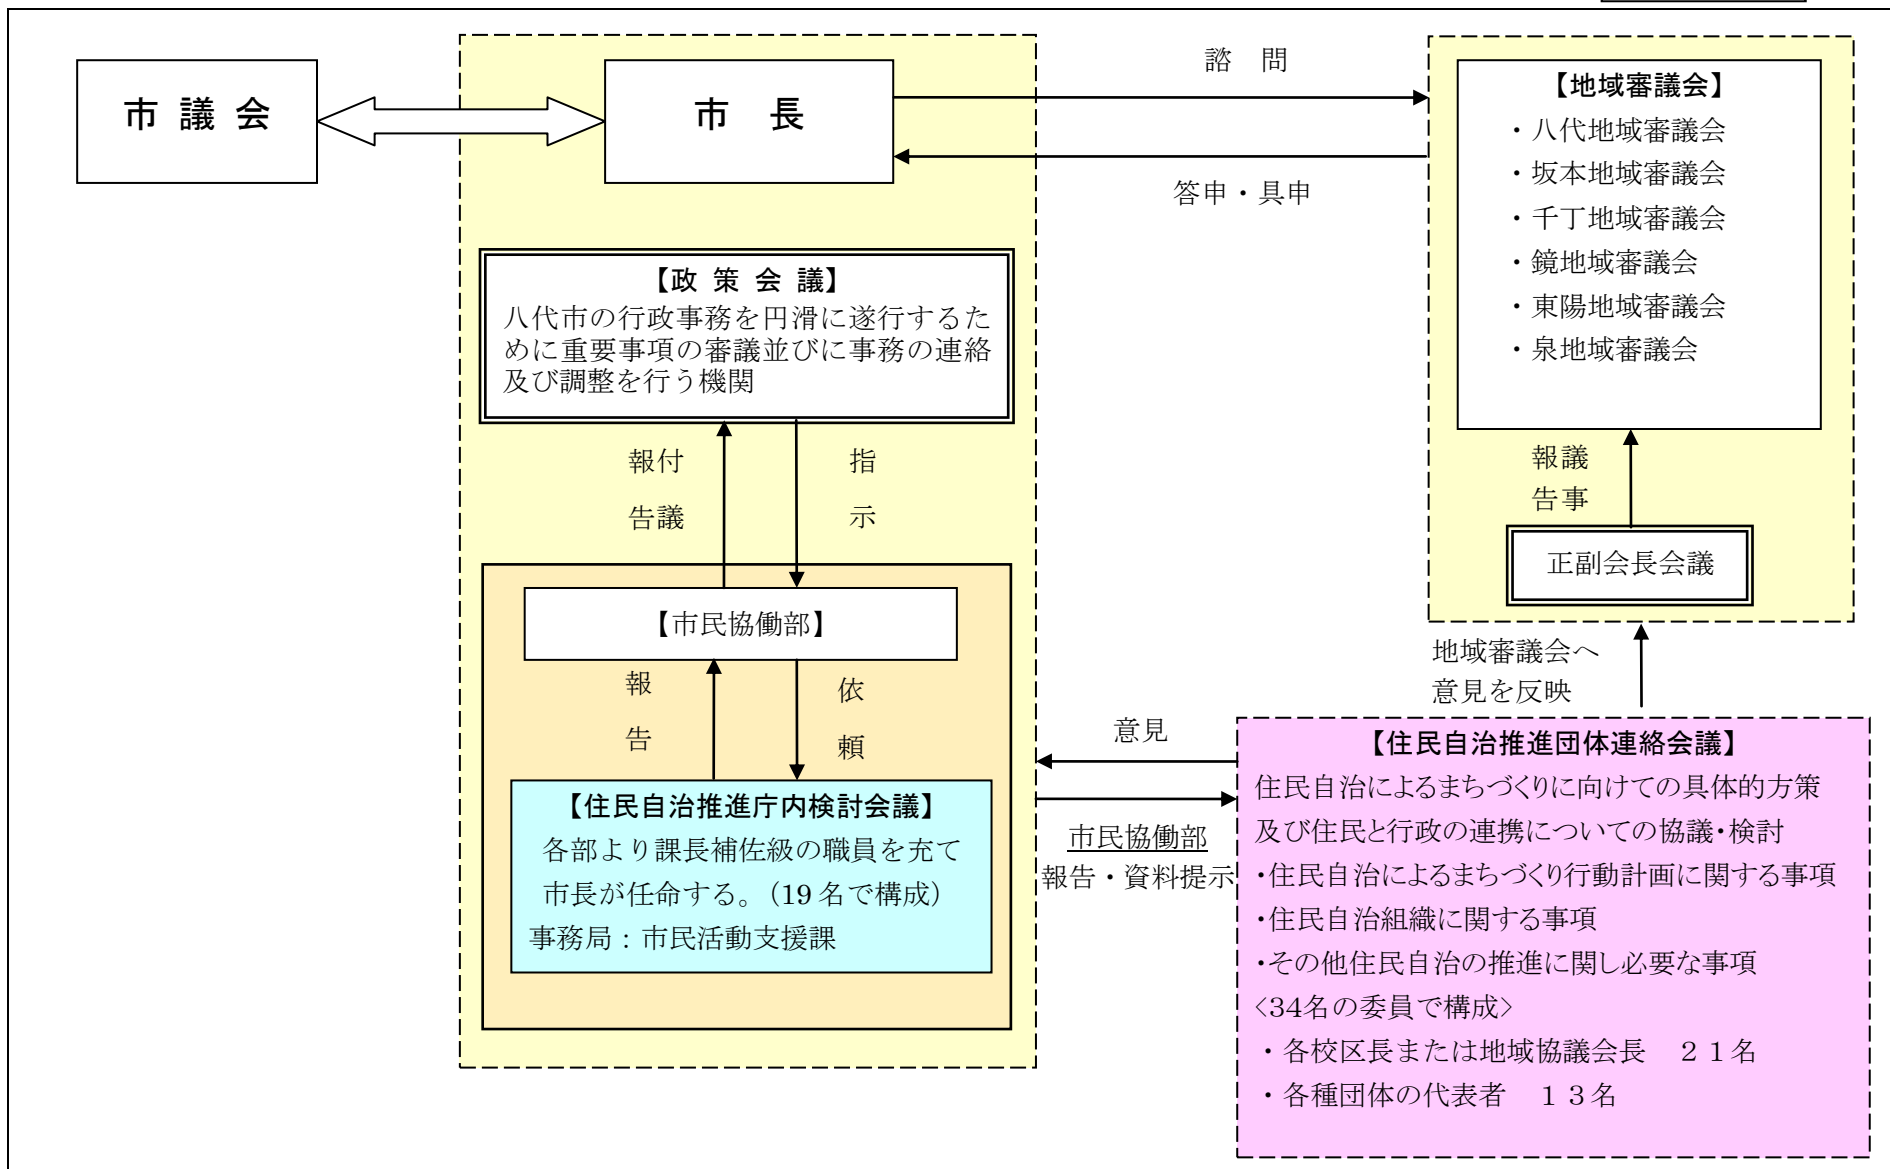 市 議 会
市　長
諮　問
答申・具申
【地域審議会】
・八代地域審議会
・坂本地域審議会
・千丁地域審議会
・鏡地域審議会
・東陽地域審議会
・泉地域審議会
【政 策 会 議】
八代市の行政事務を円滑に遂行するた
めに重要事項の審議並びに事務の連絡
及び調整を行う機関
報付
告議
指
示
報議
告事
正副会長会議
【市民協働部】
地域審議会へ
意見を反映
報
告
依
頼
意見
市民協働部
報告・資料提示
【住民自治推進庁内検討会議】
各部より課長補佐級の職員を充て
市長が任命する。（19 名で構成）
事務局：市民活動支援課
【住民自治推進団体連絡会議】
住民自治によるまちづくりに向けての具体的方策
及び住民と行政の連携についての協議・検討
・住民自治によるまちづくり行動計画に関する事項
・住民自治組織に関する事項
・その他住民自治の推進に関し必要な事項
<34名の委員で構成>
・各校区長または地域協議会長　２１名
・各種団体の代表者　１３名